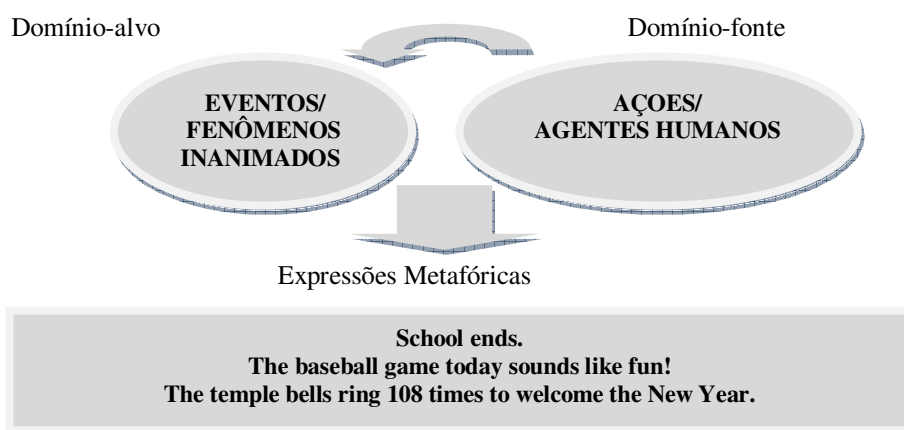 Domínio-alvo
Domínio-fonte
EVENTOS/
FENÔMENOS
INANIMADOS
AÇOES/
AGENTES HUMANOS
Expressões Metafóricas
School ends.
The baseball game today sounds like fun!
The temple bells ring 108 times to welcome the New Year.